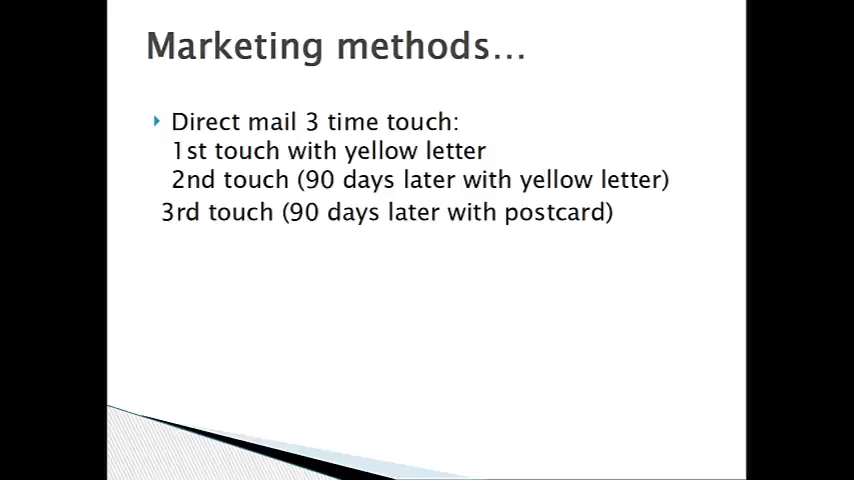 Marketing methods...
Direct mail 3 time touch:
1st touch with yellow letter
2nd touch (90 days later with yellow letter)
3rd touch (90 days later with postcard)